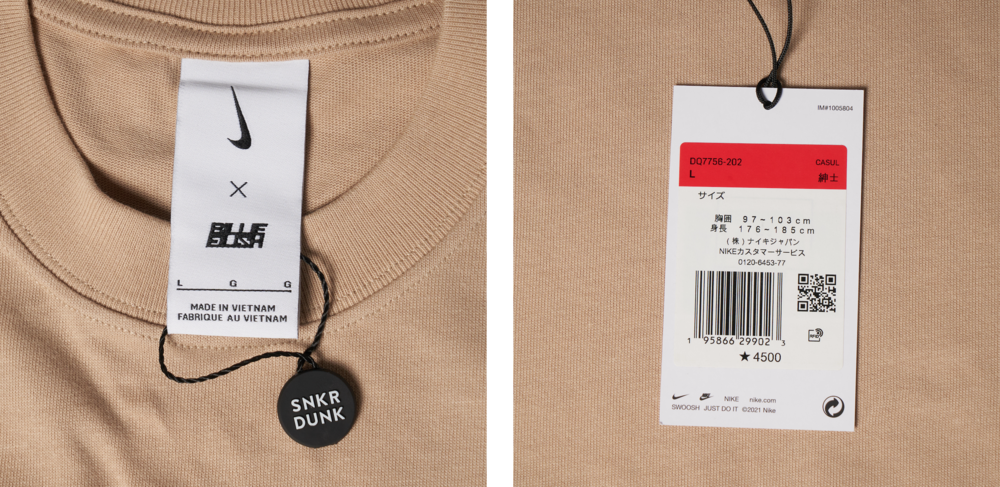 ×
BILLIE
EILISH
L G G
MADE IN VIETNAM
FABRIQUE AU VIETNAM
SNKR
DUNK
IM#1005804
DQ7756-202 CASUL
L 紳士
サイズ
胸囲 97~103cm
身長 176~185cm
(株)ナイキジャパン
NIKEカスタマーサービス
0120-6453-77
1 95866 29902 3
★4500
NIKE nike.com
SWOOSH JUST DO IT ©2021 Nike